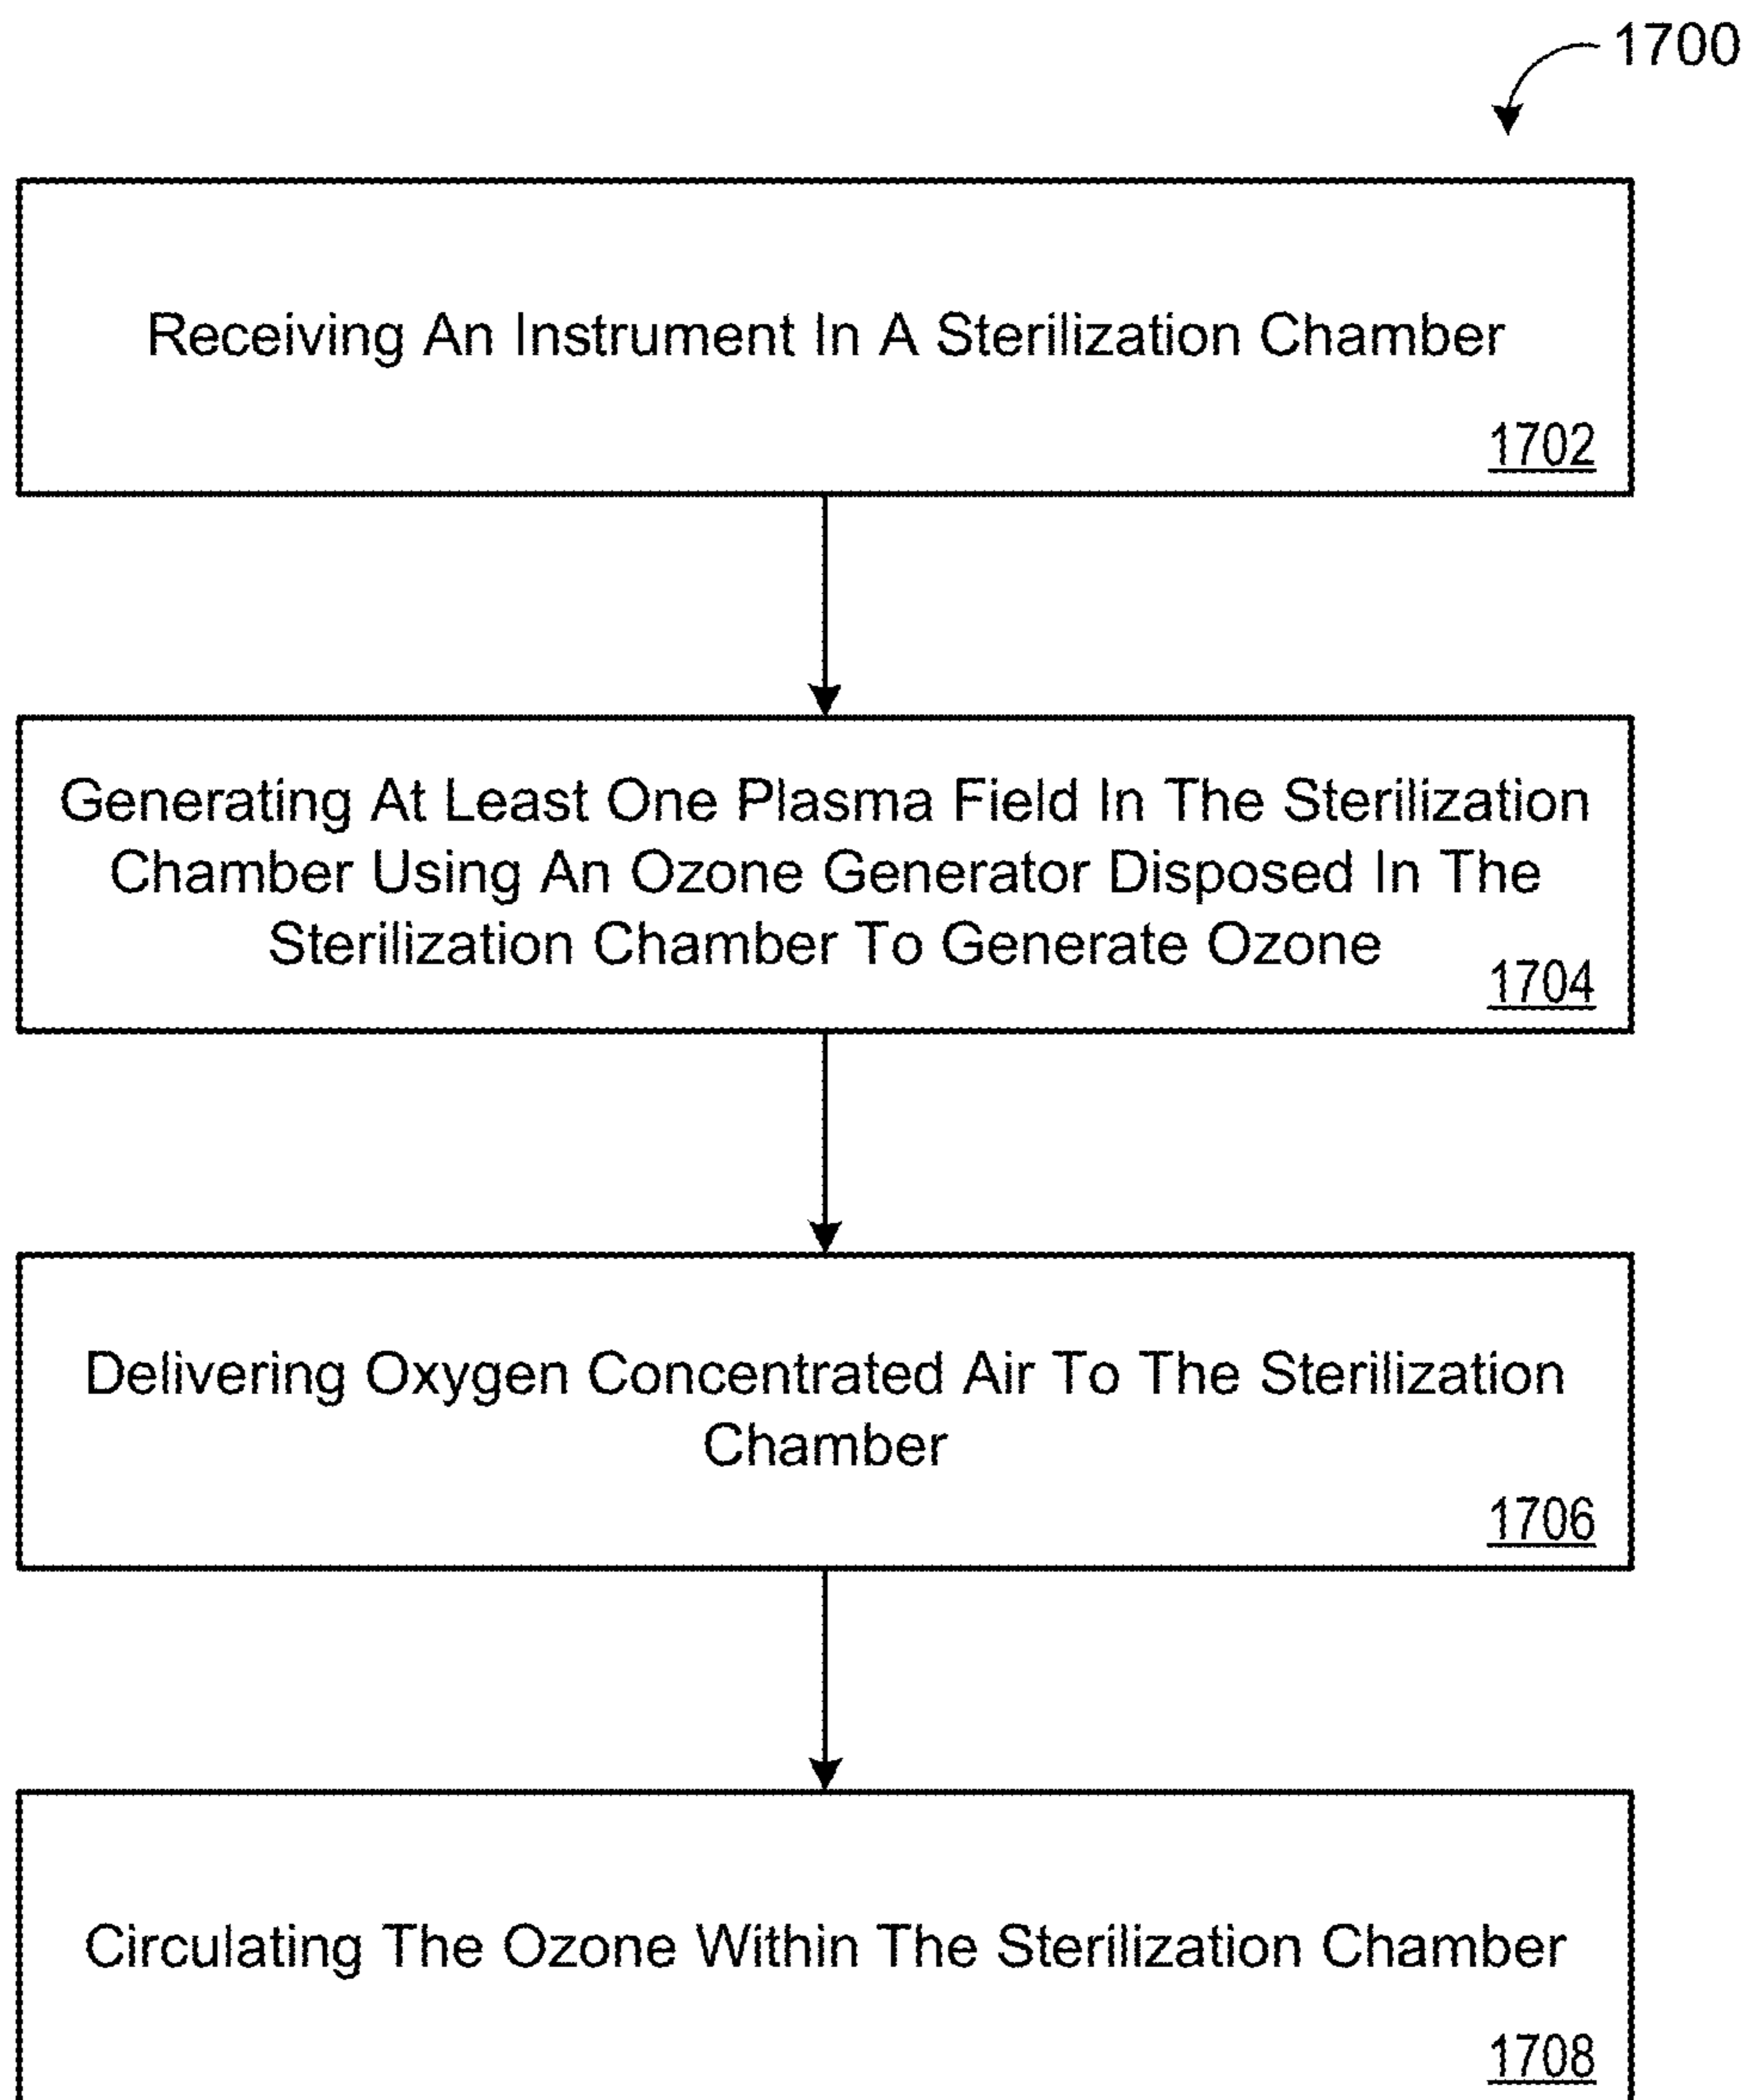 1700
Receiving An Instrument In A Sterilization Chamber
1702
Generating At Least One Plasma Field In The Sterilization
Chamber Using An Ozone Generator Disposed In The
Sterilization Chamber To Generate Ozone
1704
Delivering Oxygen Concentrated Air To The Sterilization
Chamber
1706
Circulating The Ozone Within The Sterilization Chamber
1708